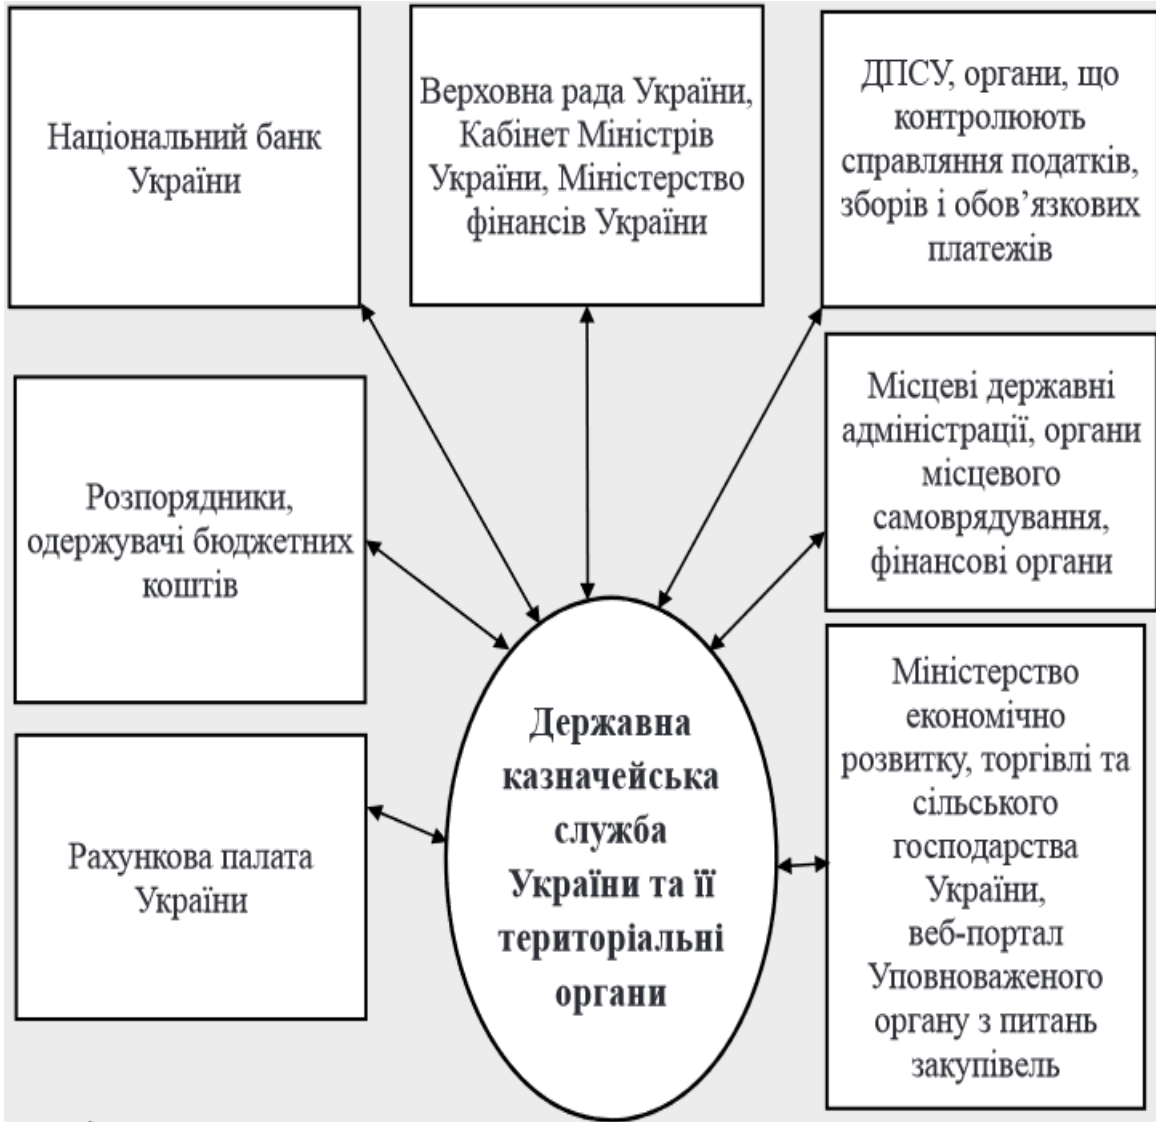 Національний банк
України
Верховна рада України,
Кабінет Міністрів
України, Міністерство
фінансів України
ДПСУ, органи, що
контролюють
справляння податків,
зборів і обов’язкових
платежів
Розпорядники,
одержувачі бюджетних
коштів
Місцеві державні
адміністрації, органи
місцевого
самоврядування,
фінансові органи
Рахункова палата
України
Державна
казначейська
служба
України та її
територіальні
органи
Міністерство
економічно
розвитку, торгівлі та
сільського
господарства
України,
веб-портал
Уповноваженого
органу з питань
закупівель